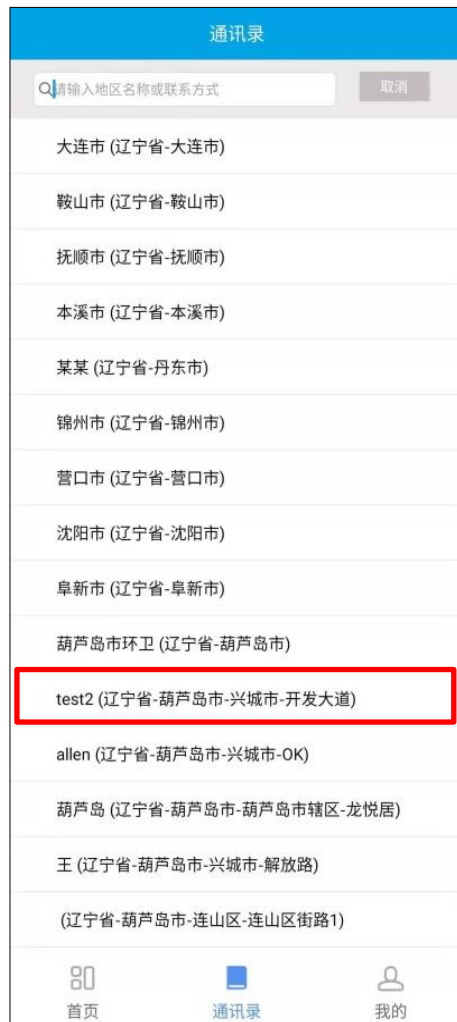 通讯录
请输入地区名称或联系方式
取消
大连市 (辽宁省-大连市)
鞍山市 (辽宁省-鞍山市)
抚顺市 (辽宁省-抚顺市)
本溪市 (辽宁省-本溪市)
某某 (辽宁省-丹东市)
锦州市 (辽宁省-锦州市)
营口市 (辽宁省-营口市)
沈阳市 (辽宁省-沈阳市)
阜新市 (辽宁省-阜新市)
葫芦岛市环卫 (辽宁省-葫芦岛市)
test2 (辽宁省-葫芦岛市-兴城市-开发大道)
allen (辽宁省-葫芦岛市-兴城市-OK)
葫芦岛 (辽宁省-葫芦岛市-葫芦岛市辖区-龙悦居)
王 (辽宁省-葫芦岛市-兴城市-解放路)
(辽宁省-葫芦岛市-连山区-连山区街路1)
首页
通讯录
我的